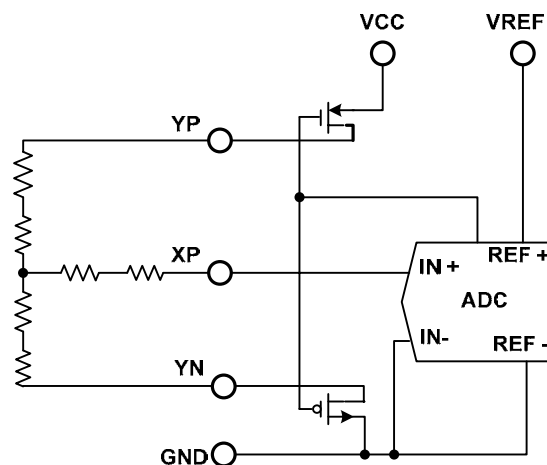 VCC
VREF
YP
XP
IN +
REF +
ADC
IN-
REF -
YN
GND